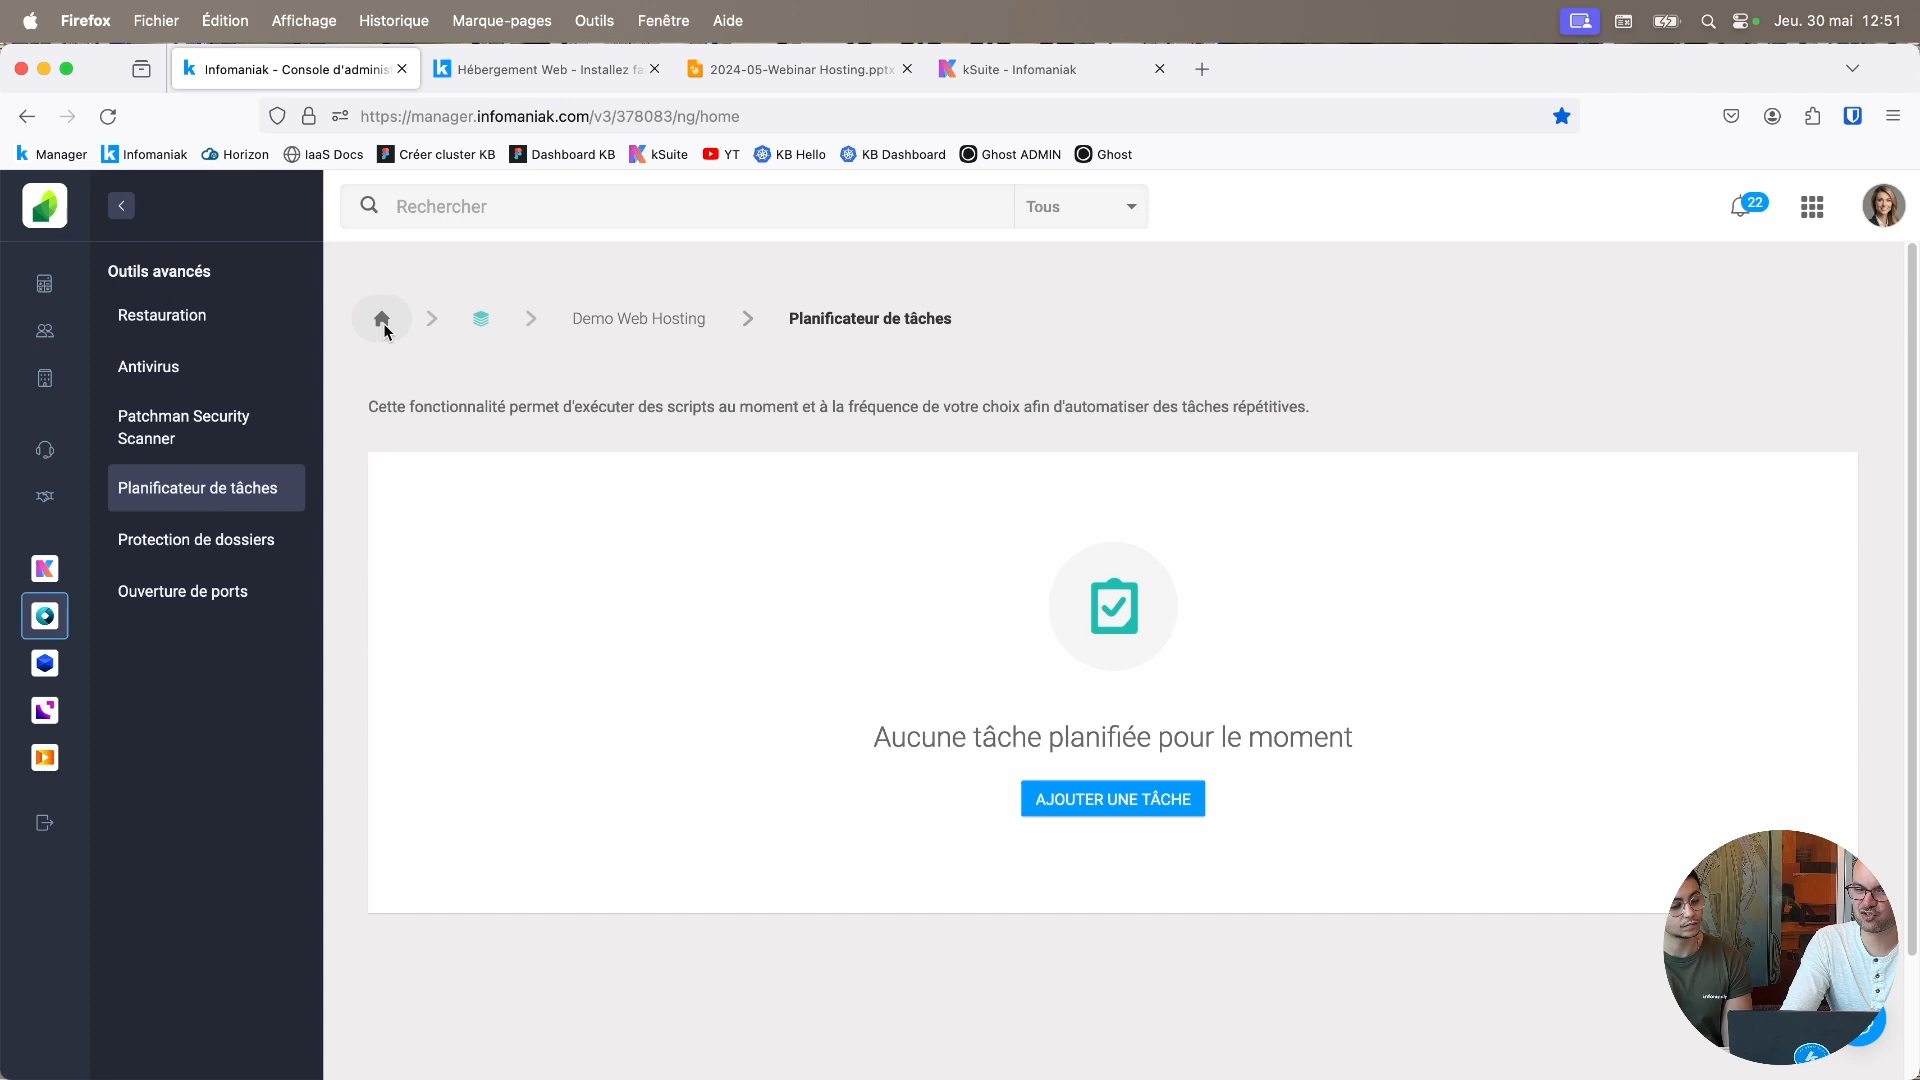 Firefox Fichier Édition Affichage Historique Marque-pages Outils Fenêtre Aide Jeu. 30 mai 12:51
Infomaniak - Console d'adminis Hébergement Web - Installez fa 2024-05-Webinar Hosting.pptx kSuite - Infomaniak
https://manager.infomaniak.com/v3/378083/ng/home
Manager Infomaniak Horizon IaaS Docs Créer cluster KB Dashboard KB kSuite YT KB Hello KB Dashboard Ghost ADMIN Ghost
Rechercher Tous 22
Outils avancés
Restauration
Antivirus
Patchman Security
Scanner
Planificateur de tâches
Protection de dossiers
Ouverture de ports
Demo Web Hosting Planificateur de tâches
Cette fonctionnalité permet d'exécuter des scripts au moment et à la fréquence de votre choix afin d'automatiser des tâches répétitives.
Aucune tâche planifiée pour le moment
AJOUTER UNE TÂCHE